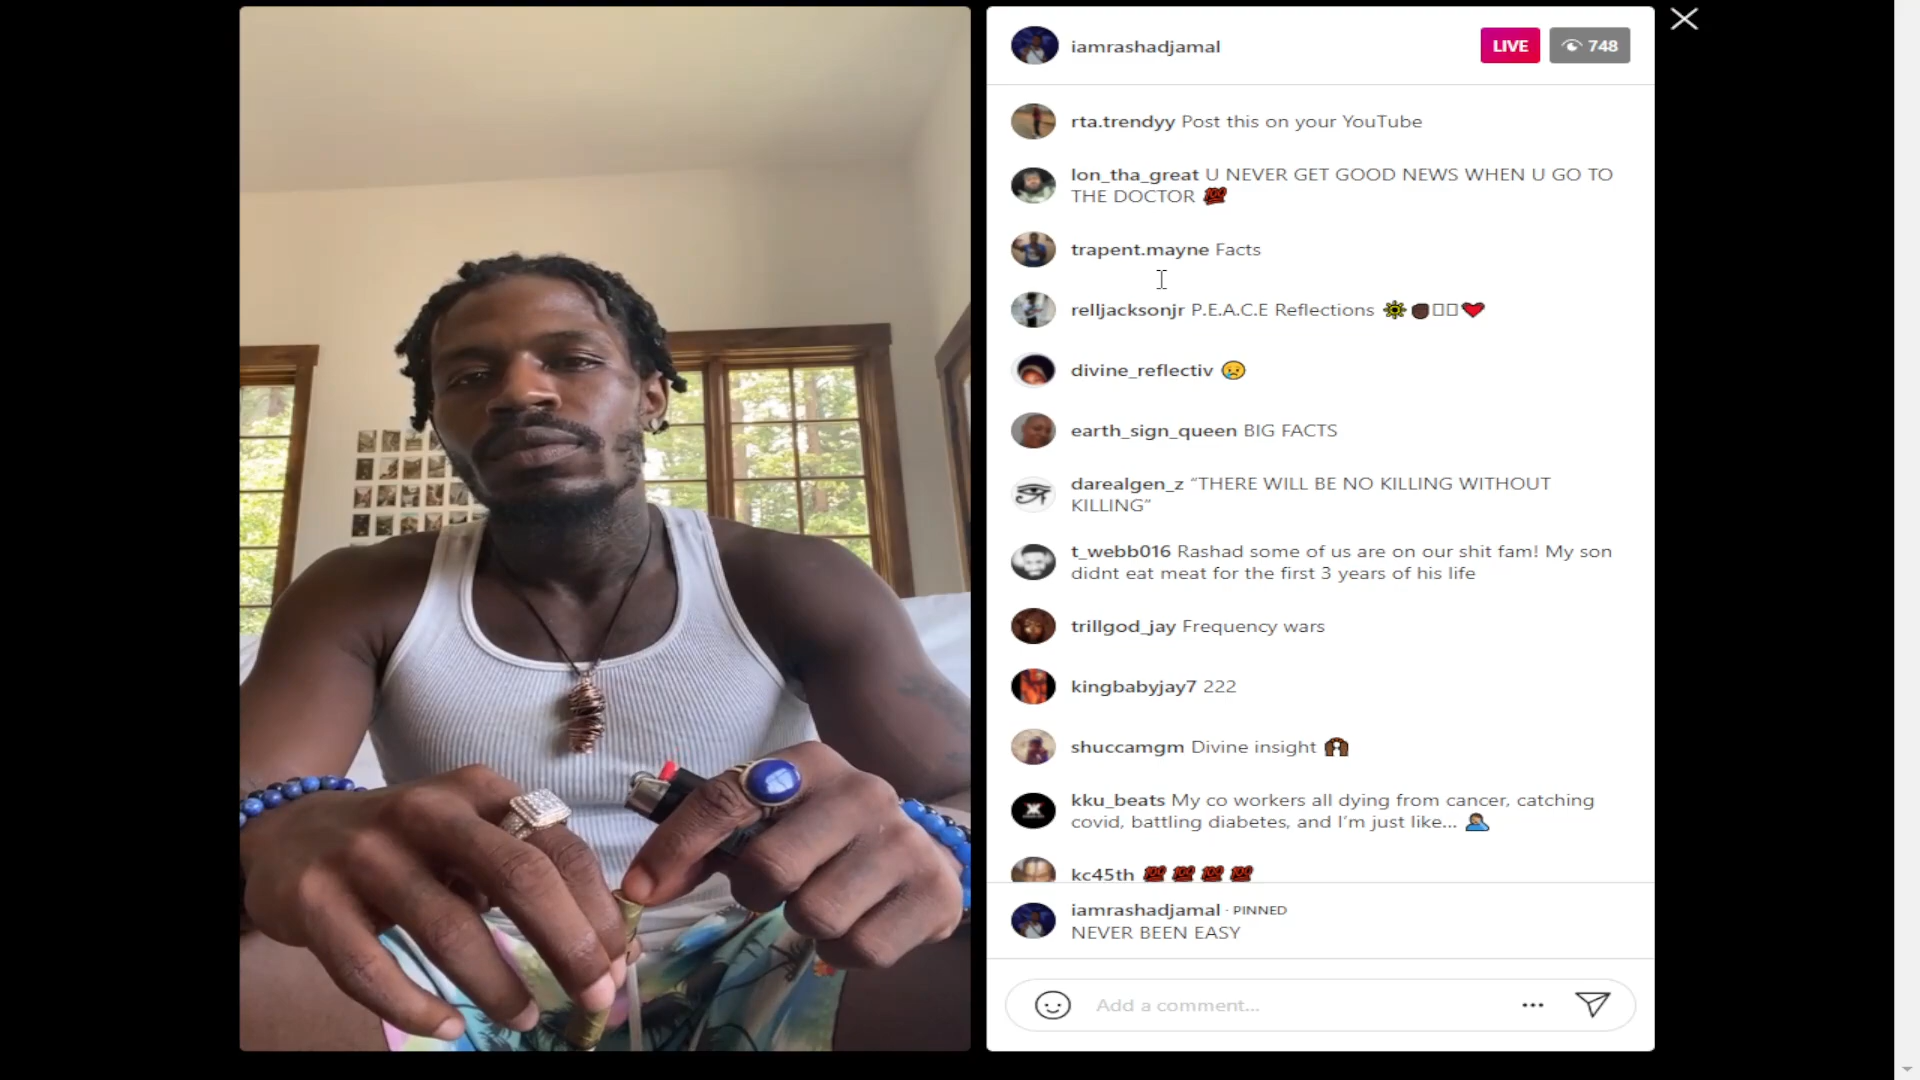 iamrashadjamal
LIVE
748
rta.trendyy Post this on your YouTube
lon_tha_great U NEVER GET GOOD NEWS WHEN U GO TO
THE DOCTOR 💯
trapent.mayne Facts
relljacksonjr P.E.A.C.E Reflections
divine_reflectiv 😢
earth_sign_queen BIG FACTS
darealgen_z “THERE WILL BE NO KILLING WITHOUT
KILLING”
t_webb016 Rashad some of us are on our shit fam! My son
didnt eat meat for the first 3 years of his life
trillgod_jay Frequency wars
kingbabyjay7 222
shuccamgm Divine insight
kku_beats My co workers all dying from cancer, catching
covid, battling diabetes, and I’m just like...
kc45th 💯 💯 💯 💯
iamrashadjamal · PINNED
NEVER BEEN EASY
Add a comment...